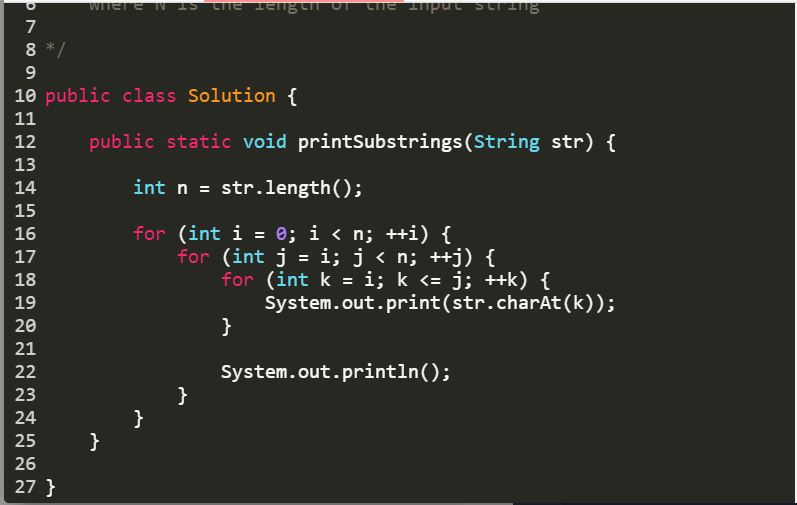 6 where N is the length of the input string
7
8 */
9
10 public class Solution {
11
12 public static void printSubstrings(String str) {
13
14 int n = str.length();
15
16 for (int i = 0; i < n; ++i) {
17 for (int j = i; j < n; ++j) {
18 for (int k = i; k <= j; ++k) {
19 System.out.print(str.charAt(k));
20 }
21
22 System.out.println();
23 }
24 }
25 }
26
27 }